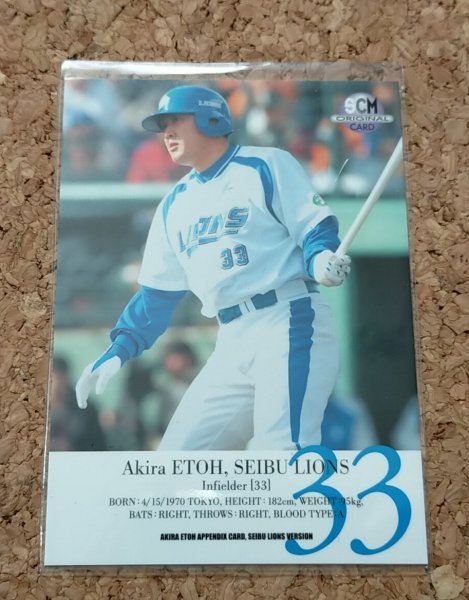 LIONS
SCM
ORIGINAL
CARD
LIONS
33
Akira ETOH, SEIBU LIONS
Infielder [33]
BORN : 4/15/1970 TOKYO, HEIGHT : 182cm, WEIGHT : 95kg,
BATS : RIGHT, THROWS : RIGHT, BLOOD TYPE : A
33
AKIRA ETOH APPENDIX CARD, SEIBU LIONS VERSION